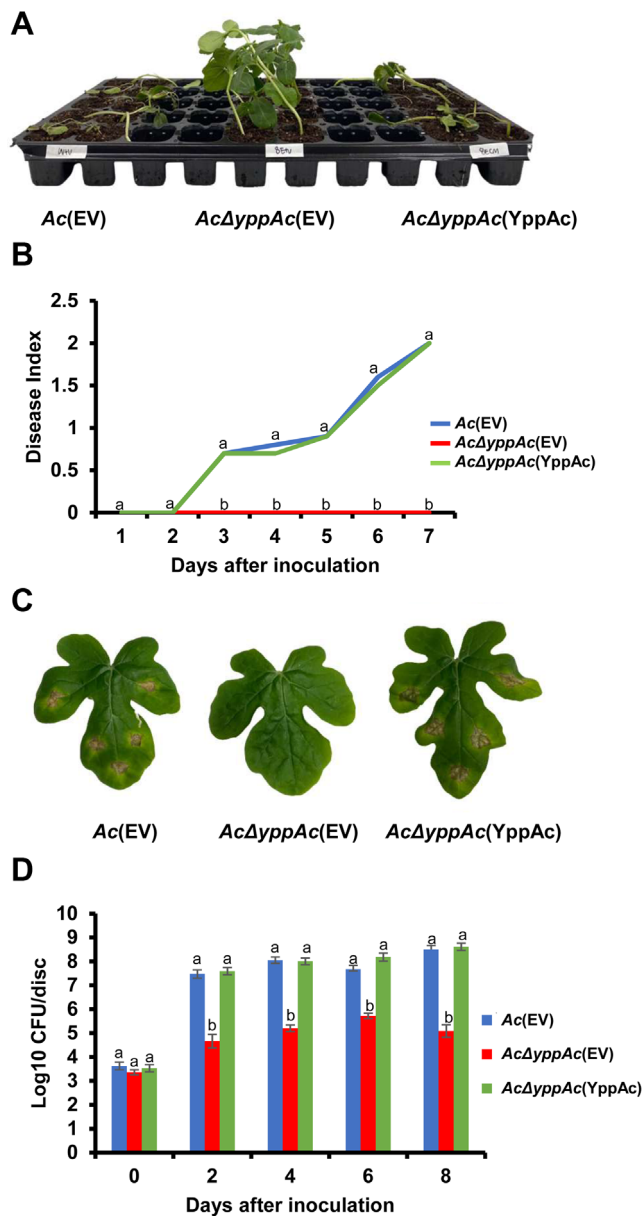 A
Ac(EV)
AcΔyppAc(EV)
AcΔyppAc(YppAc)
B
2.5
2
1.5
1
0.5
0
Disease Index
a
a
a
a
a
a
a
b
b
b
b
b
Ac(EV)
AcΔyppAc(EV)
AcΔyppAc(YppAc)
1 2 3 4 5 6 7
Days after inoculation
C
Ac(EV)
AcΔyppAc(EV)
AcΔyppAc(YppAc)
D
10
9
8
7
6
5
4
3
2
1
0
Log10 CFU/disc
a a a
a b a
a b a
a b a
a b a
Ac(EV)
AcΔyppAc(EV)
AcΔyppAc(YppAc)
0 2 4 6 8
Days after inoculation